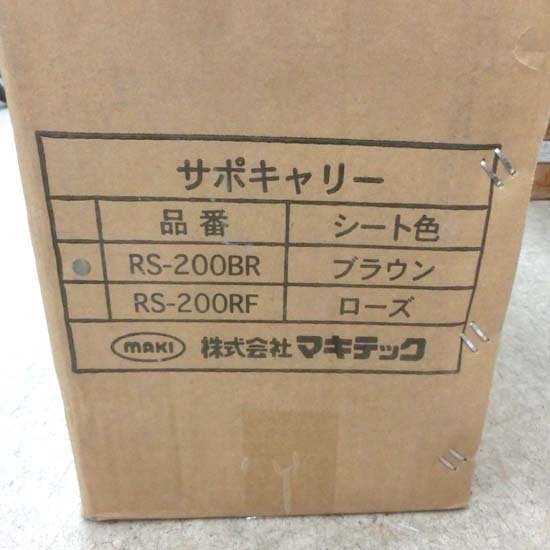 サポキャリー
品番 シート色
RS-200BR ブラウン
RS-200RF ローズ
MAKI 株式会社マキテック